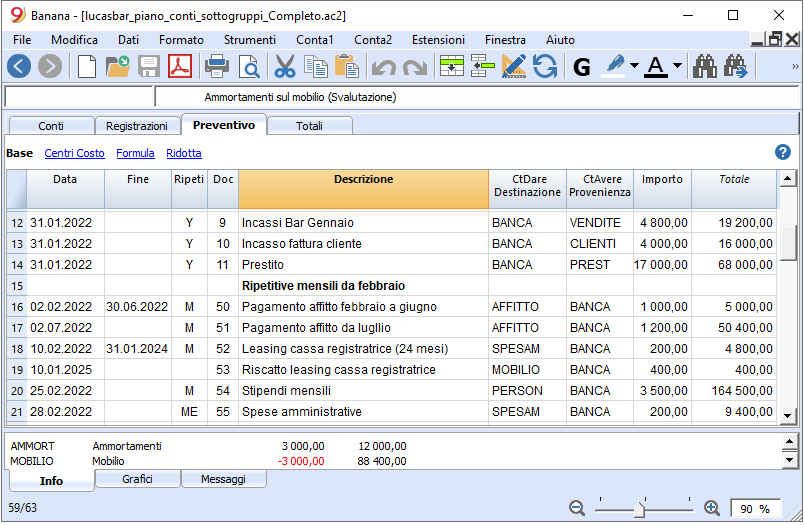 Banana - [lucasbar_piano_conti_sottogruppi_Completo.ac2]
File Modifica Dati Formato Strumenti Conta1 Conta2 Estensioni Finestra Aiuto
G A
Ammortamenti sul mobilio (Svalutazione)
Conti Registrazioni Preventivo Totali
Base Centri Costo Formula Ridotta ?
Data Fine Ripeti Doc Descrizione CtDare Destinazione CtAvere Provenienza Importo Totale
12 31.01.2022 Y 9 Incassi Bar Gennaio BANCA VENDITE 4 800,00 19 200,00
13 31.01.2022 Y 10 Incasso fattura cliente BANCA CLIENTI 4 000,00 16 000,00
14 31.01.2022 Y 11 Prestito BANCA PREST 17 000,00 68 000,00
15 Ripetitive mensili da febbraio
16 02.02.2022 30.06.2022 M 50 Pagamento affitto febbraio a giugno AFFITTO BANCA 1 000,00 5 000,00
17 02.07.2022 M 51 Pagamento affitto da lugllio AFFITTO BANCA 1 200,00 50 400,00
18 10.02.2022 31.01.2024 M 52 Leasing cassa registratrice (24 mesi) SPESAM BANCA 200,00 4 800,00
19 10.01.2025 53 Riscatto leasing cassa registratrice MOBILIO BANCA 400,00 400,00
20 25.02.2022 M 54 Stipendi mensili PERSON BANCA 3 500,00 164 500,00
21 28.02.2022 ME 55 Spese amministrative SPESAM BANCA 200,00 9 400,00
AMMORT Ammortamenti 3 000,00 12 000,00
MOBILIO Mobilio -3 000,00 88 400,00
Info Grafici Messaggi
59/63 90 %